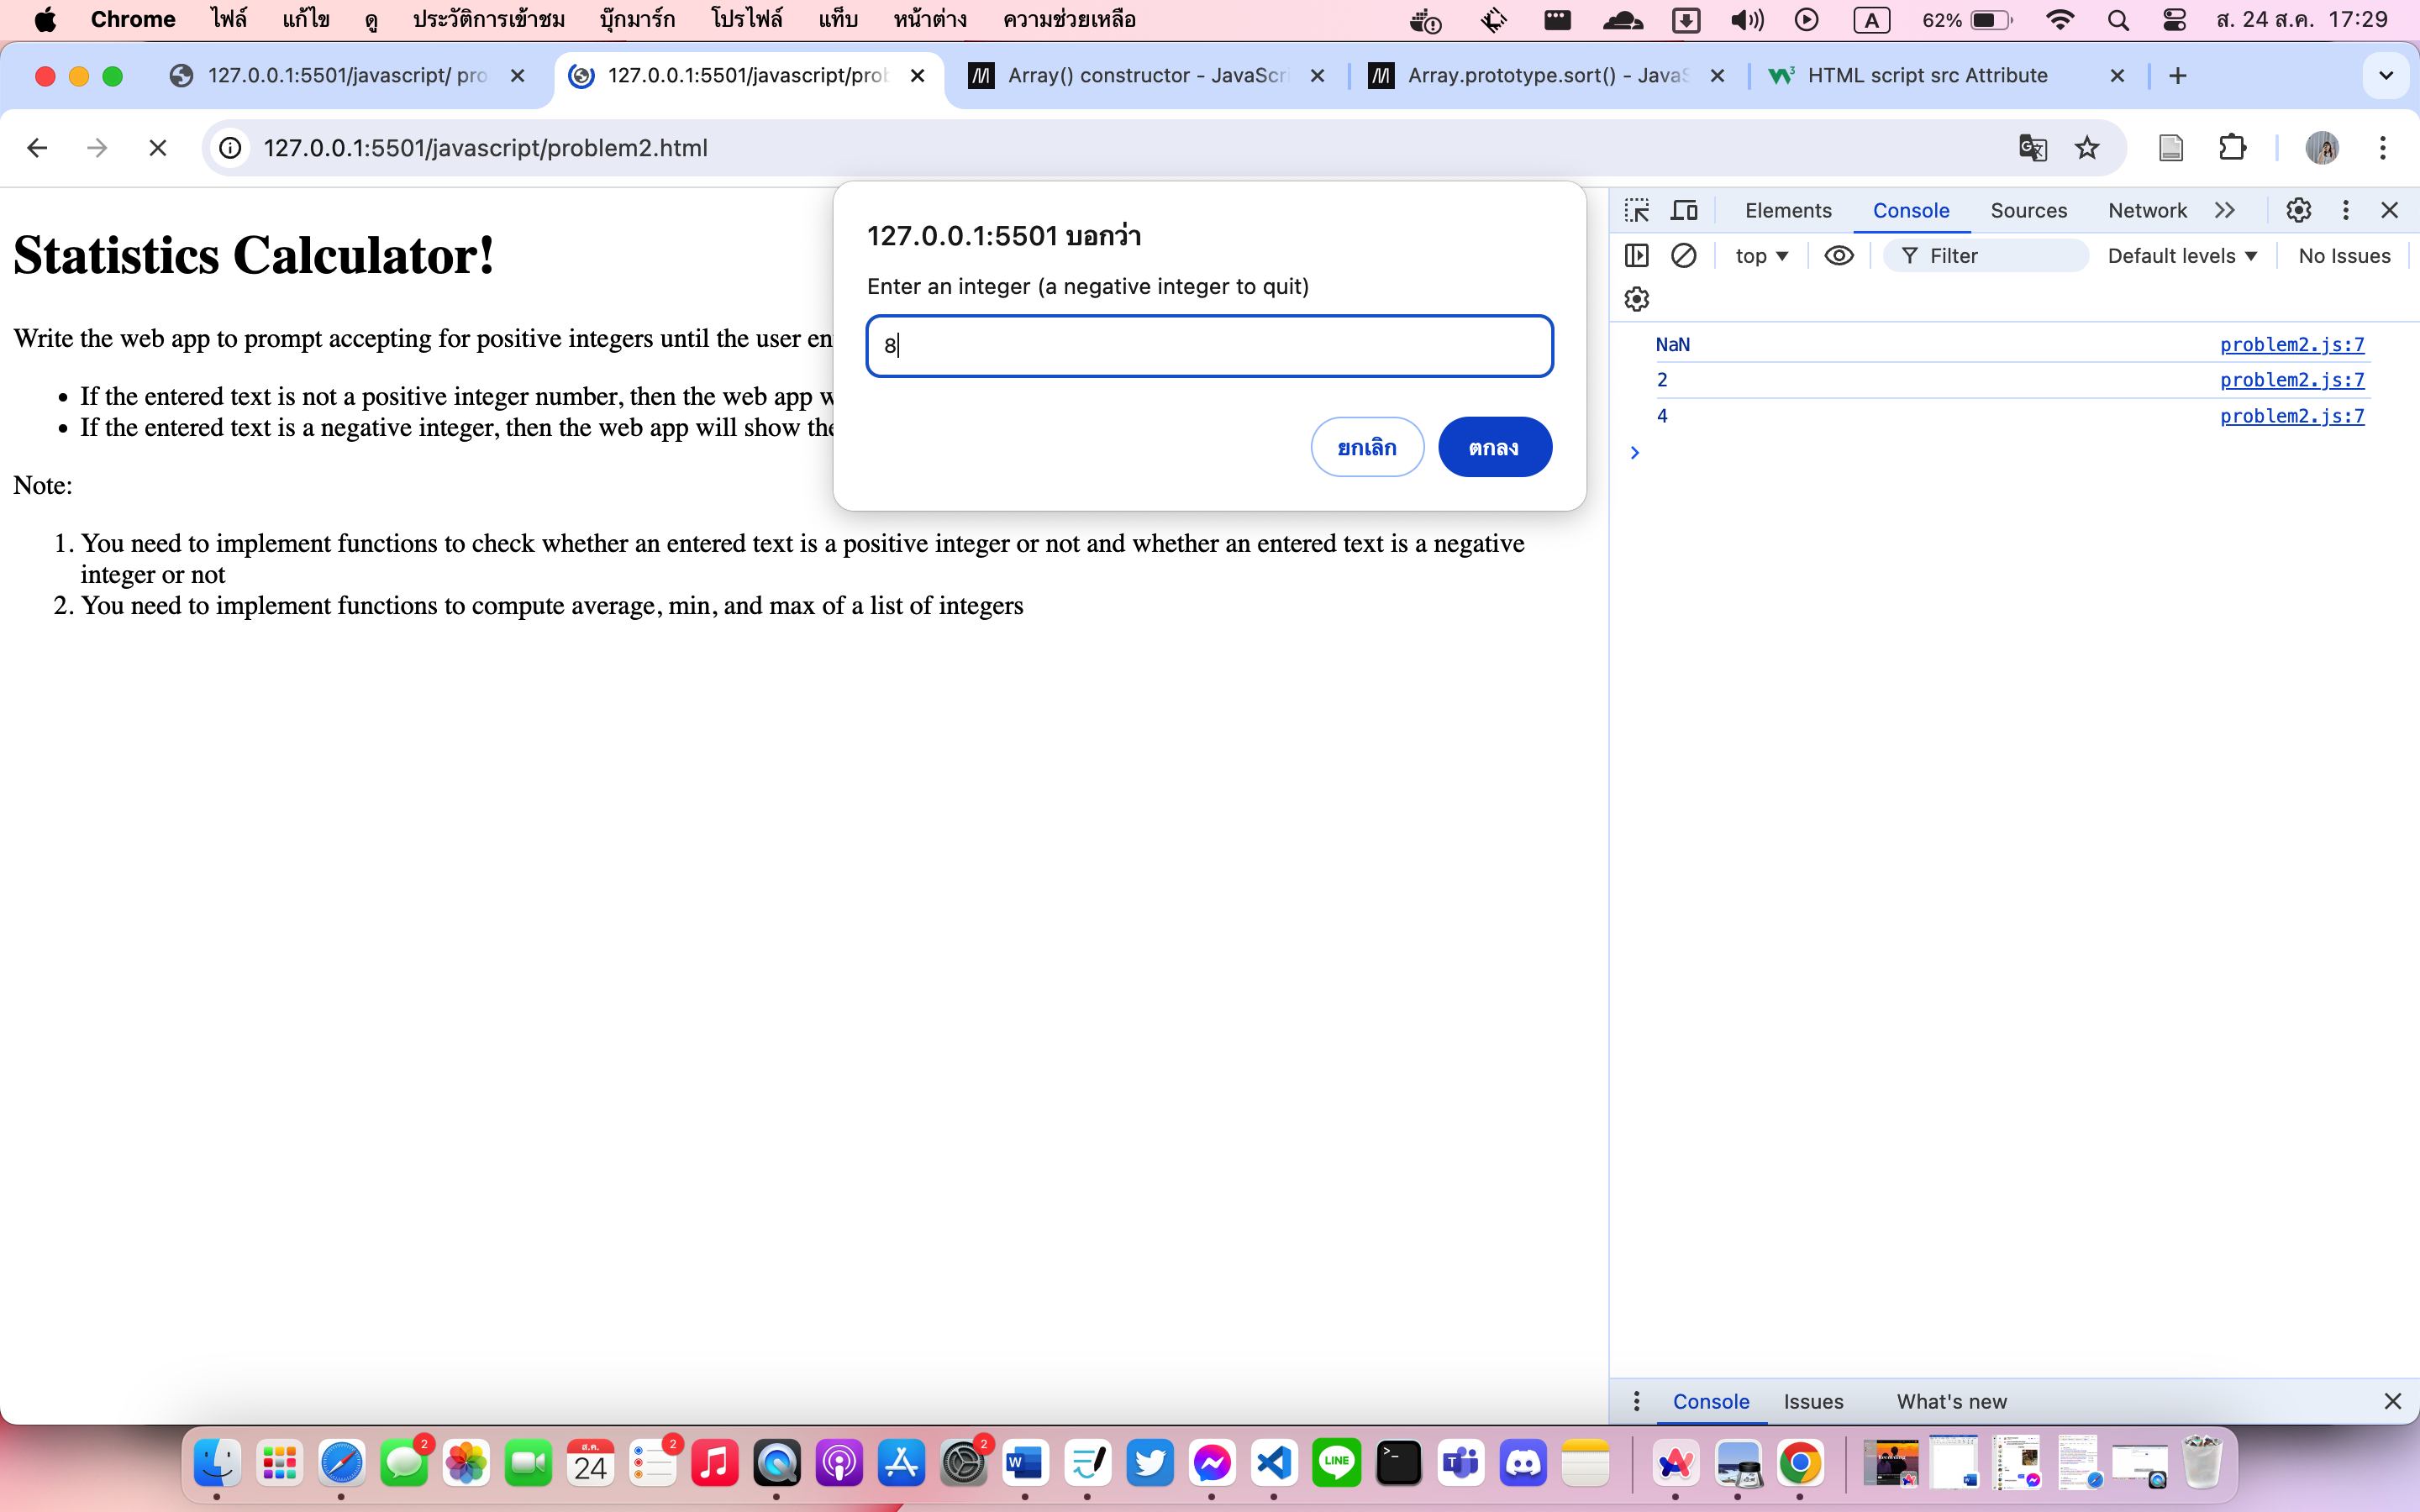 Chrome ไฟล์ แก้ไข ดู ประวัติการเข้าชม บุ๊กมาร์ก โปรไฟล์ แท็บ หน้าต่าง ความช่วยเหลือ A 62% ส. 24 ส.ค. 17:29
127.0.0.1:5501/javascript/ pro 127.0.0.1:5501/javascript/prob Array() constructor - JavaScri Array.prototype.sort() - JavaS HTML script src Attribute
127.0.0.1:5501/javascript/problem2.html
127.0.0.1:5501 บอกว่า
Enter an integer (a negative integer to quit)
8
ยกเลิก ตกลง
Statistics Calculator!
Write the web app to prompt accepting for positive integers until the user en
• If the entered text is not a positive integer number, then the web app w
• If the entered text is a negative integer, then the web app will show the
Note:
1. You need to implement functions to check whether an entered text is a positive integer or not and whether an entered text is a negative
integer or not
2. You need to implement functions to compute average, min, and max of a list of integers
Elements Console Sources Network
top Filter Default levels No Issues
NaN problem2.js:7
2 problem2.js:7
4 problem2.js:7
Console Issues What's new
2 ส.ค. 24 2 2 W LINE T